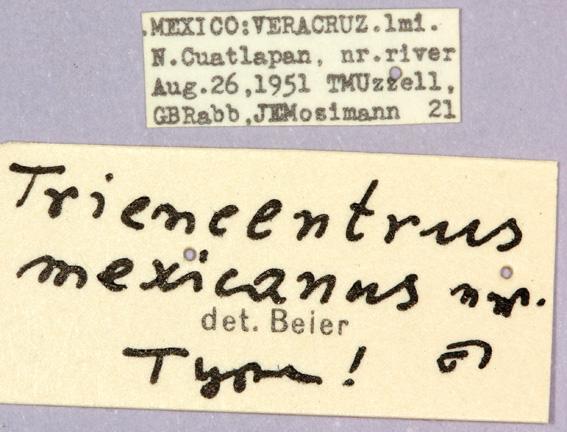 .MEXICO:VERACRUZ.1mi.
N.Cuatlapan, nr.river
Aug.26,1951 TMUzzell,
GBRabb,JEMosimann 21
Triencentrus
mexicanus
det. Beier
Type! ♂